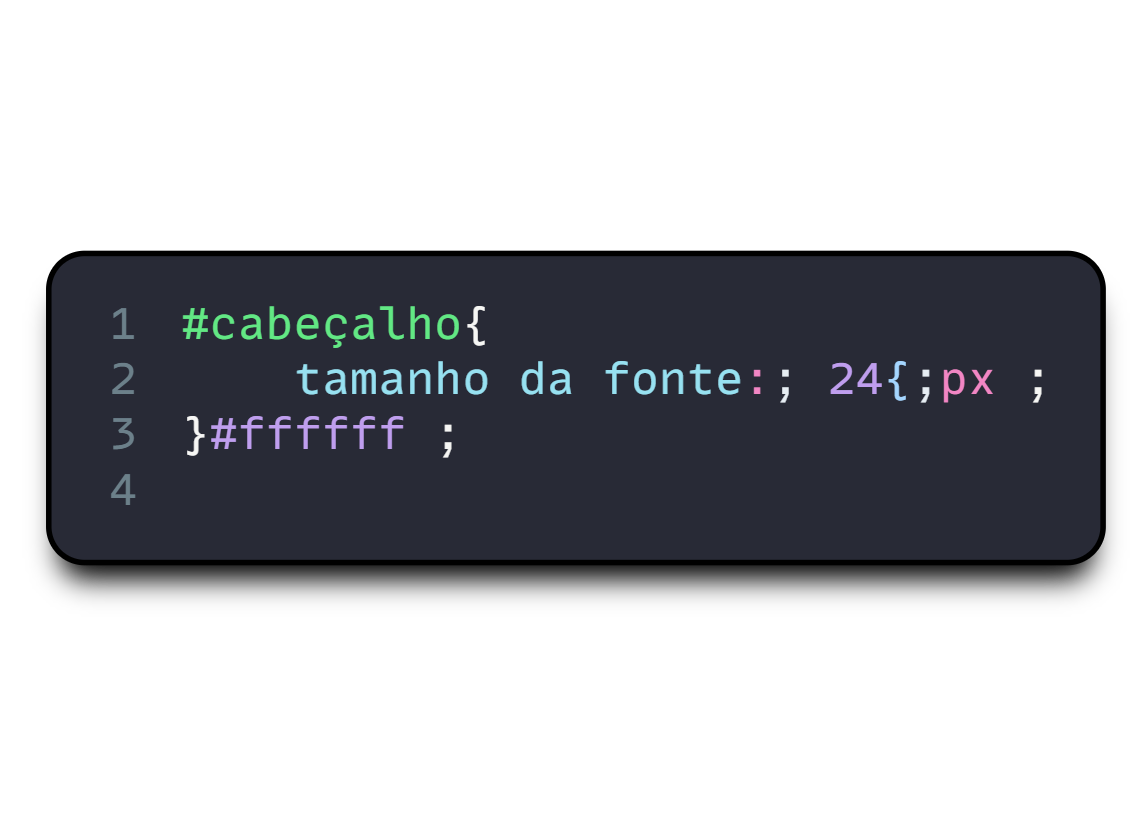 1 #cabeçalho{
2 tamanho da fonte:; 24{;px ;
3 }#ffffff ;
4